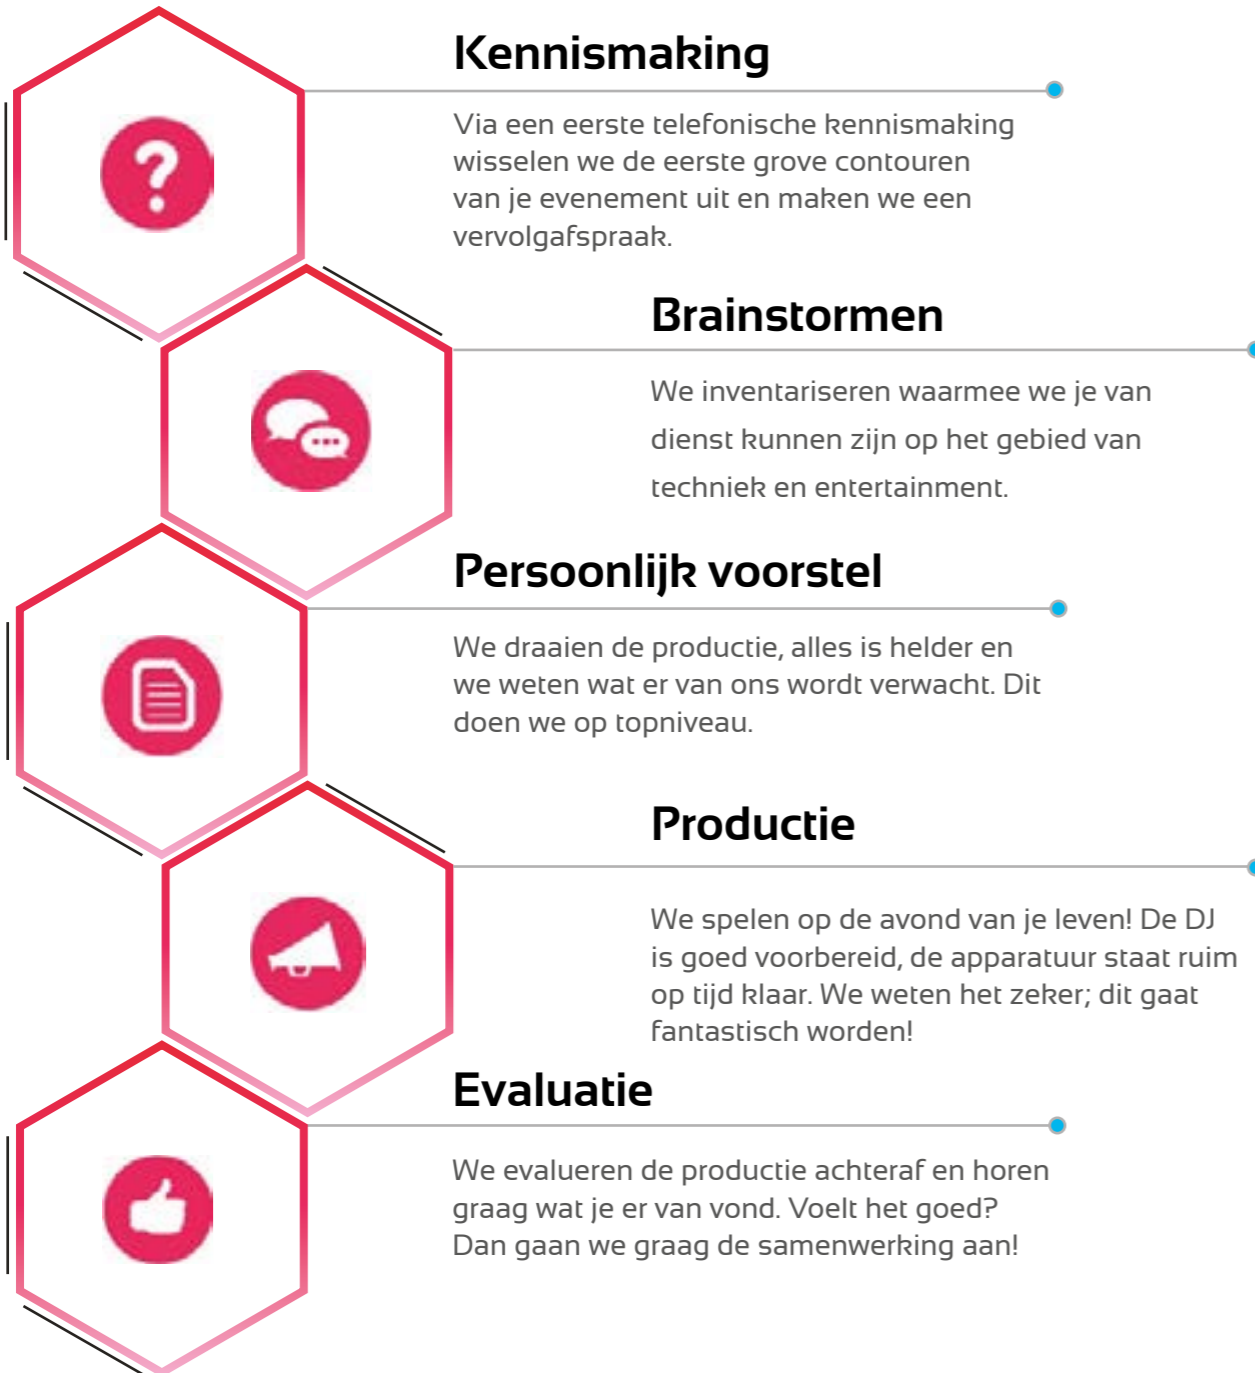 Kennismaking
Via een eerste telefonische kennismaking
wisselen we de eerste grove contouren
van je evenement uit en maken we een
vervolgafspraak.
Brainstormen
We inventariseren waarmee we je van
dienst kunnen zijn op het gebied van
techniek en entertainment.
Persoonlijk voorstel
We draaien de productie, alles is helder en
we weten wat er van ons wordt verwacht. Dit
doen we op topniveau.
Productie
We spelen op de avond van je leven! De DJ
is goed voorbereid, de apparatuur staat ruim
op tijd klaar. We weten het zeker; dit gaat
fantastisch worden!
Evaluatie
We evalueren de productie achteraf en horen
graag wat je er van vond. Voelt het goed?
Dan gaan we graag de samenwerking aan!